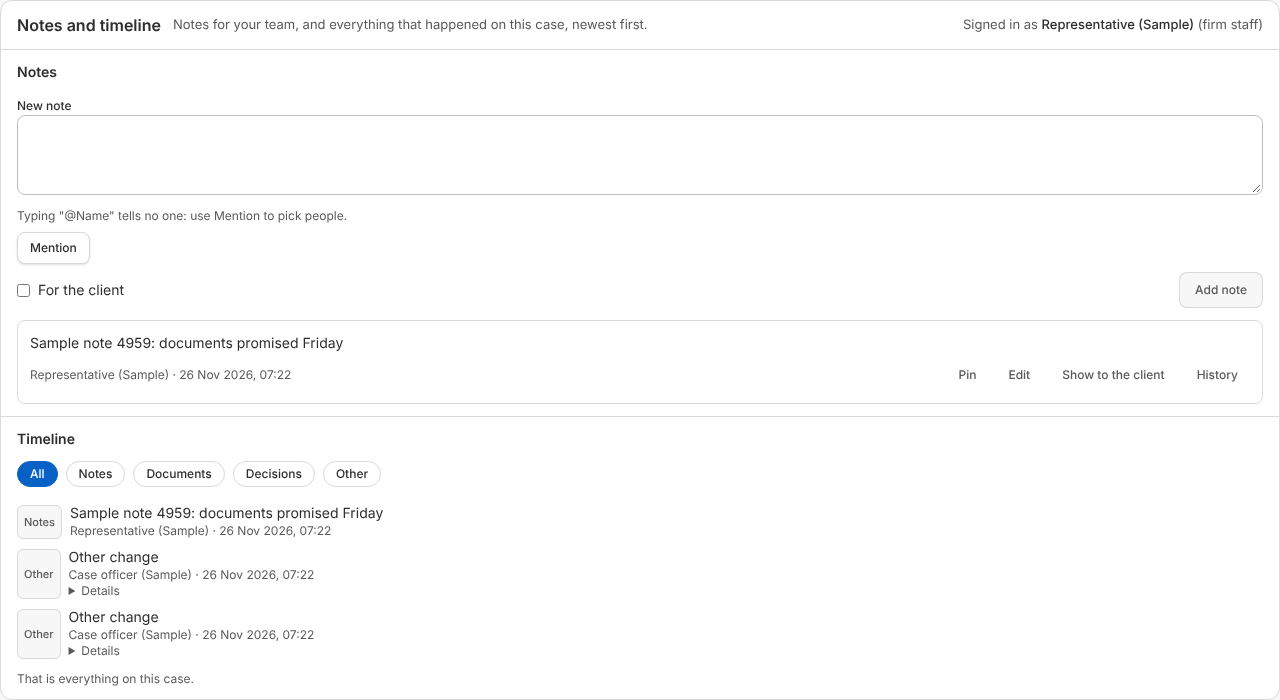 Notes and timeline
Notes for your team, and everything that happened on this case, newest first.
Signed in as Representative (Sample) (firm staff)
Notes
New note
Typing "@Name" tells no one: use Mention to pick people.
Mention
For the client
Add note
Sample note 4959: documents promised Friday
Representative (Sample) · 26 Nov 2026, 07:22
Pin
Edit
Show to the client
History
Timeline
All
Notes
Documents
Decisions
Other
Notes
Sample note 4959: documents promised Friday
Representative (Sample) · 26 Nov 2026, 07:22
Other
Other change
Case officer (Sample) · 26 Nov 2026, 07:22
Details
Other
Other change
Case officer (Sample) · 26 Nov 2026, 07:22
Details
That is everything on this case.